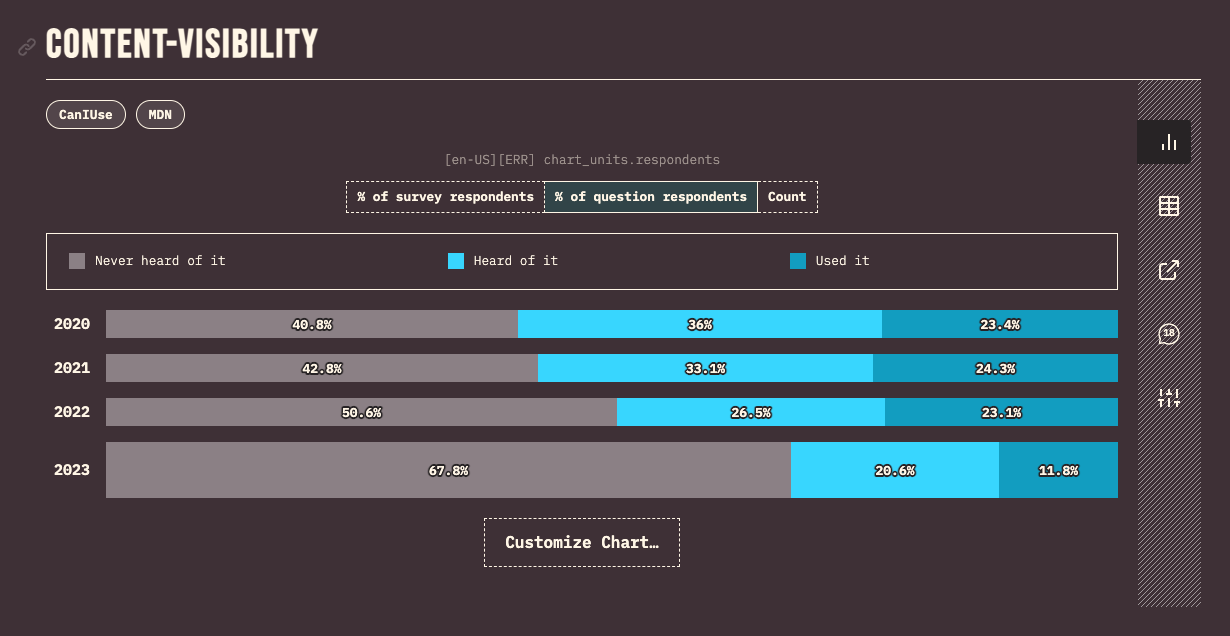 CONTENT-VISIBILITY
CanIUse MDN
[en-US][ERR] chart_units.respondents
% of survey respondents % of question respondents Count
Never heard of it Heard of it Used it
2020 40.8% 36% 23.4%
2021 42.8% 33.1% 24.3%
18
2022 50.6% 26.5% 23.1%
2023 67.8% 20.6% 11.8%
Customize Chart…